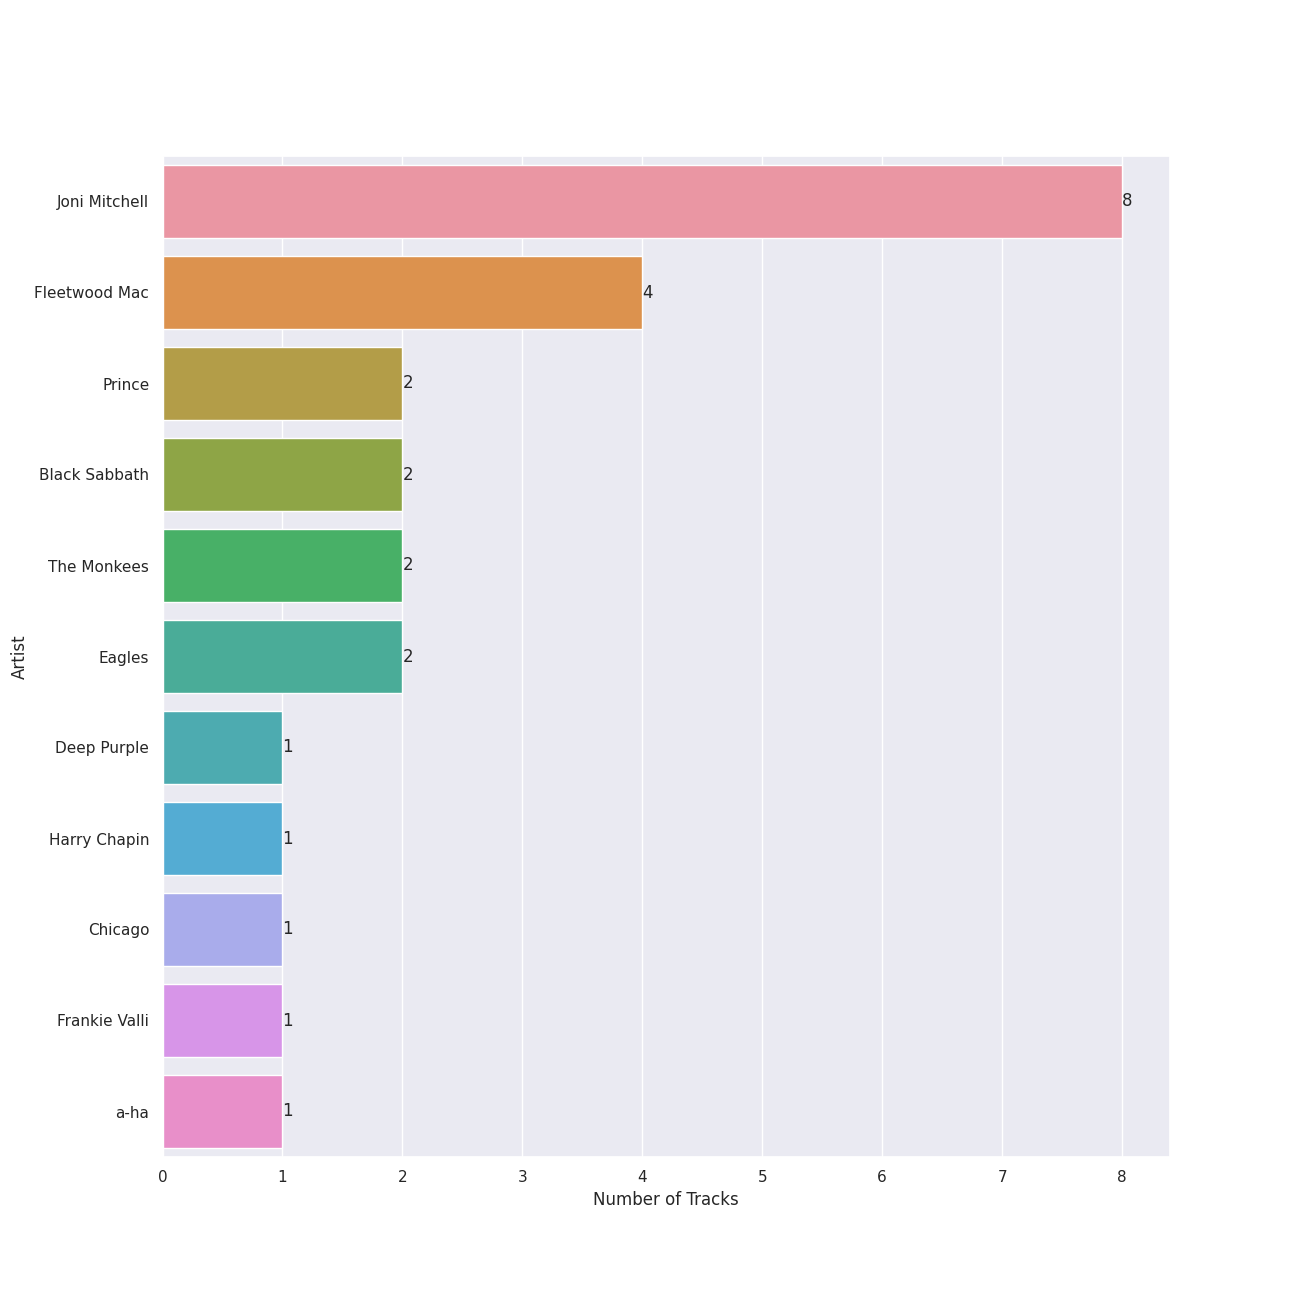 Joni Mitchell 8
Fleetwood Mac 4
Prince 2
Black Sabbath 2
The Monkees 2
Eagles 2
Deep Purple 1
Harry Chapin 1
Chicago 1
Frankie Valli 1
a-ha 1
0 1 2 3 4 5 6 7 8
Number of Tracks
Artist